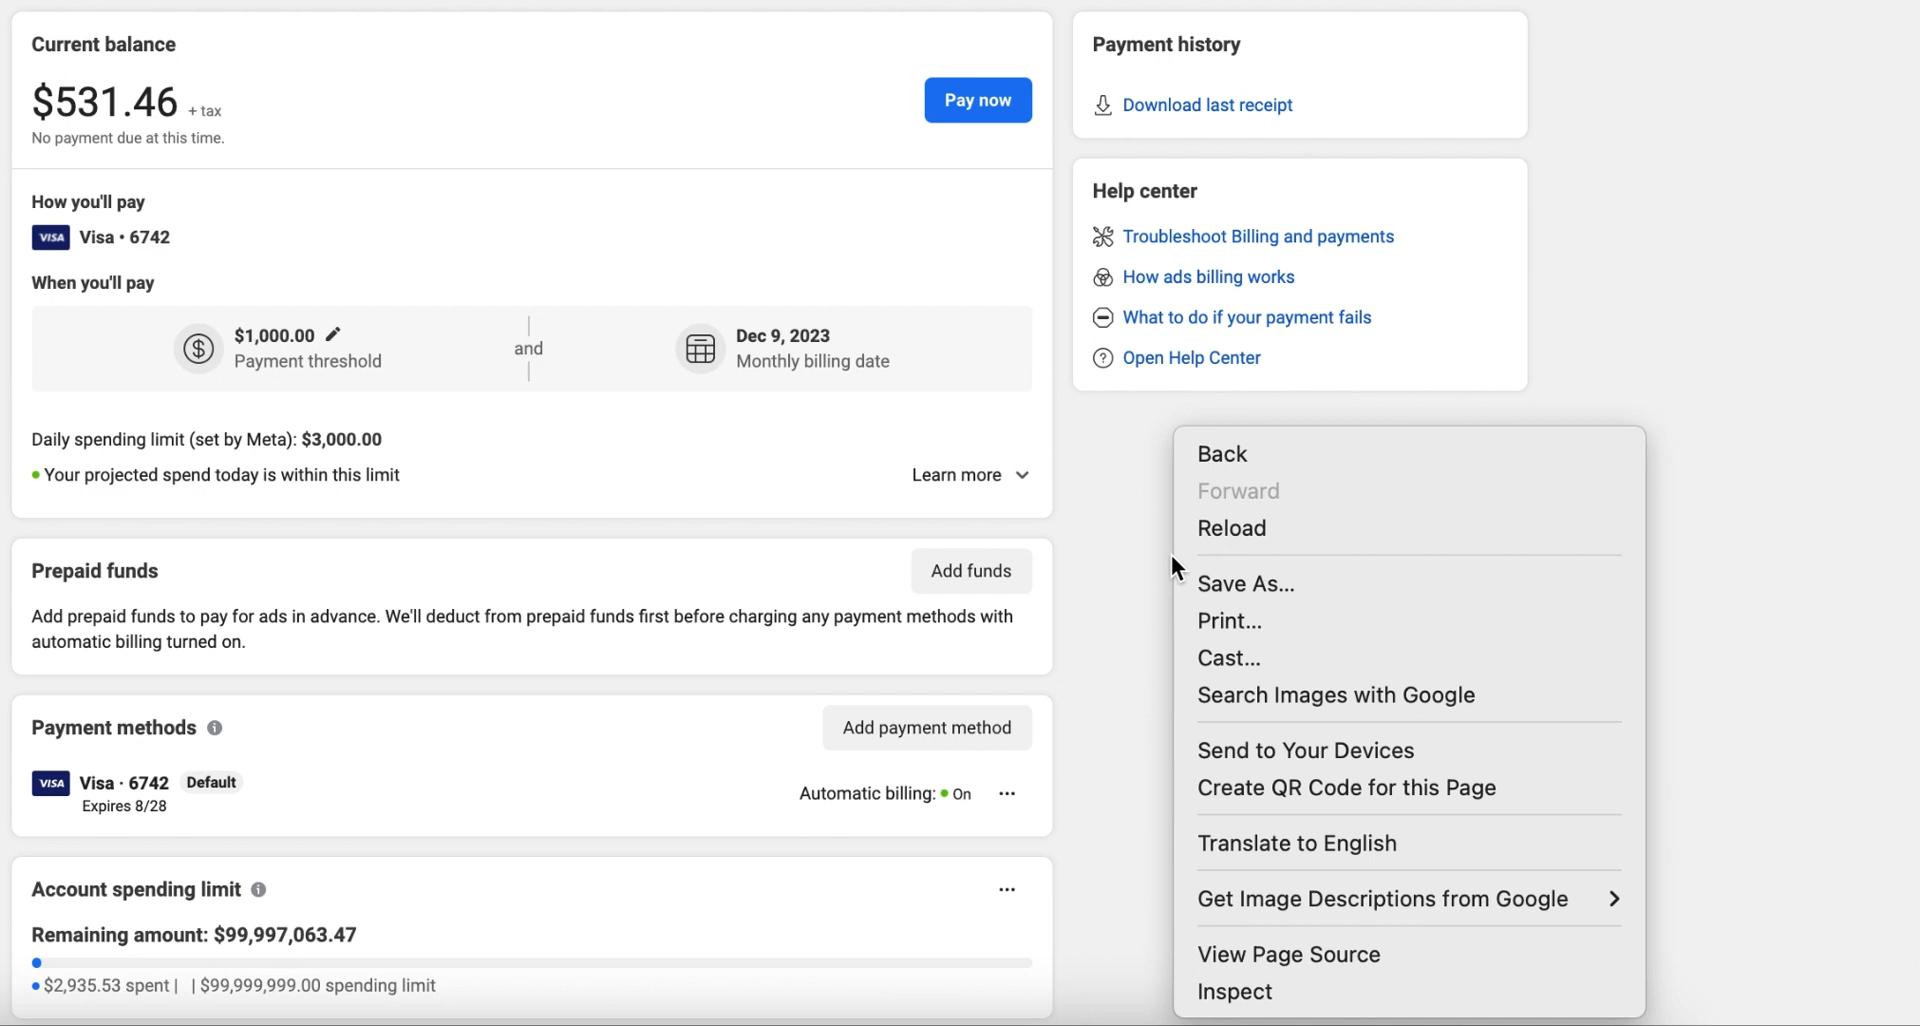 Current balance
$531.46 + tax
Pay now
No payment due at this time.
How you'll pay
VISA Visa • 6742
When you'll pay
$1,000.00
Payment threshold
and
Dec 9, 2023
Monthly billing date
Daily spending limit (set by Meta): $3,000.00
Your projected spend today is within this limit
Learn more
Prepaid funds
Add funds
Add prepaid funds to pay for ads in advance. We'll deduct from prepaid funds first before charging any payment methods with
automatic billing turned on.
Payment methods
Add payment method
VISA Visa · 6742 Default
Expires 8/28
Automatic billing: On
Account spending limit
Remaining amount: $99,997,063.47
$2,935.53 spent | | $99,999,999.00 spending limit
Payment history
Download last receipt
Help center
Troubleshoot Billing and payments
How ads billing works
What to do if your payment fails
Open Help Center
Back
Forward
Reload
Save As...
Print...
Cast...
Search Images with Google
Send to Your Devices
Create QR Code for this Page
Translate to English
Get Image Descriptions from Google
View Page Source
Inspect